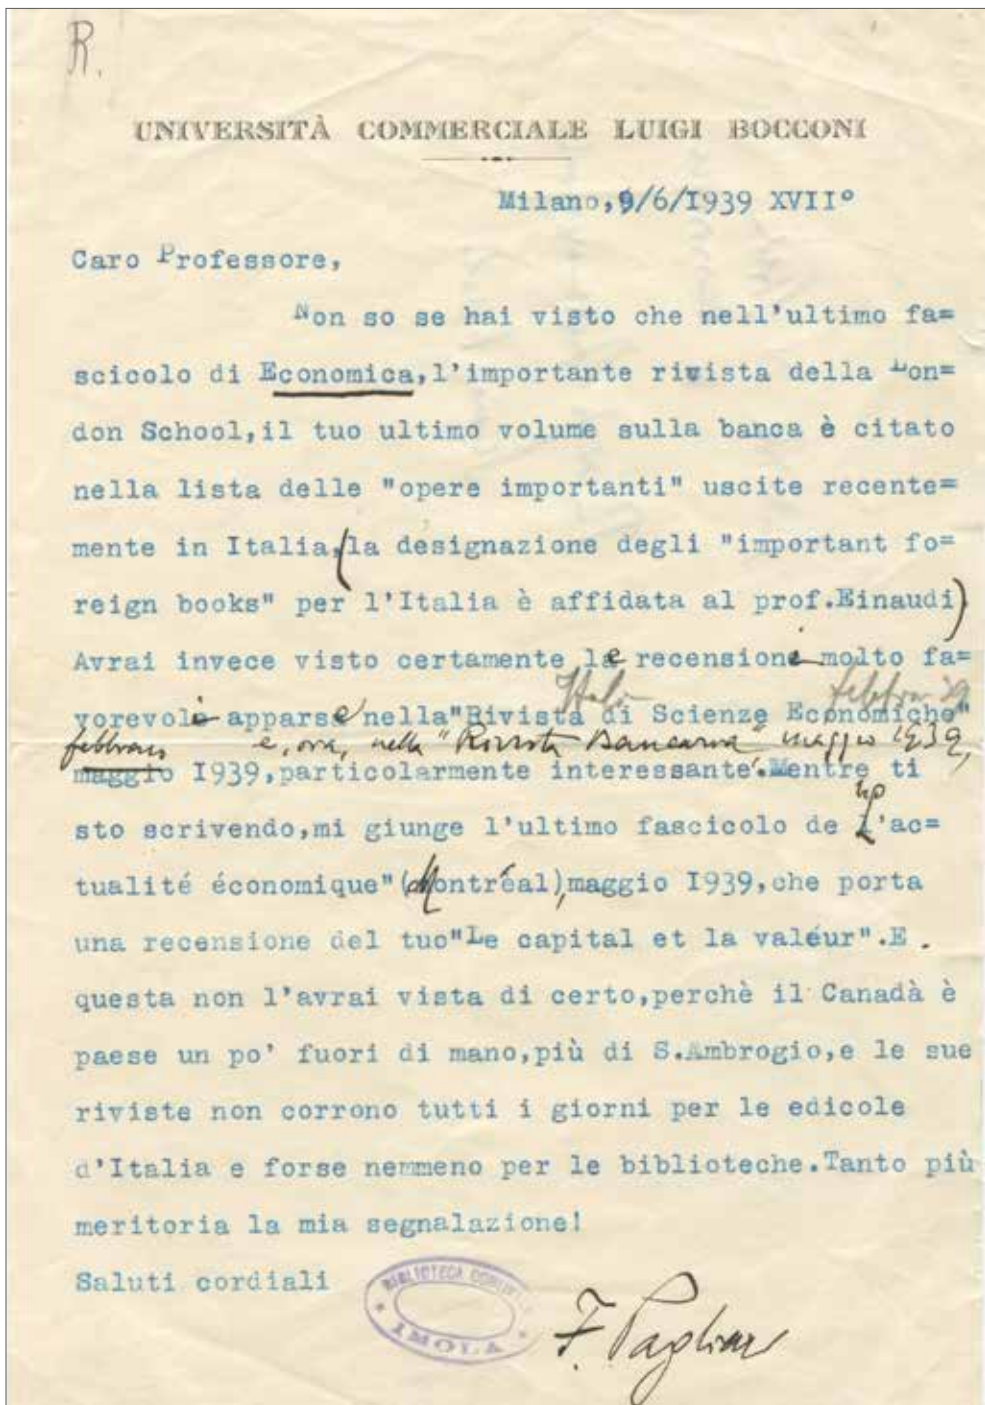 R.
UNIVERSITÀ COMMERCIALE LUIGI BOCCONI
Milano, 9/6/1939 XVII°
Caro Professore,
Non so se hai visto che nell'ultimo fa=
scicolo di Economica,l'importante rivista della Lon=
don School,il tuo ultimo volume sulla banca è citato
nella lista delle "opere importanti" uscite recente=
mente in Italia,(la designazione degli "important fo=
reign books" per l'Italia è affidata al prof.Einaudi)
Avrai invece visto certamente le recensioni molto fa=
Ital. febbraio 39
vorevoli apparse nella"Rivista di Scienze Economiche"
febbraio e, ora, nella "Rivista Bancaria" maggio 1939,
maggio 1939,particolarmente interessante.Mentre ti
sto scrivendo,mi giunge l'ultimo fascicolo de l'ac=
tualité économique"(Montréal),maggio 1939,che porta
una recensione del tuo"Le capital et la valéur".E
questa non l'avrai vista di certo,perchè il Canadà è
paese un po' fuori di mano,più di S.Ambrogio,e le sue
riviste non corrono tutti i giorni per le edicole
d'Italia e forse nemmeno per le biblioteche.Tanto più
meritoria la mia segnalazione!
Saluti cordiali
BIBLIOTECA COMUNALE
IMOLA
F. Pagliari